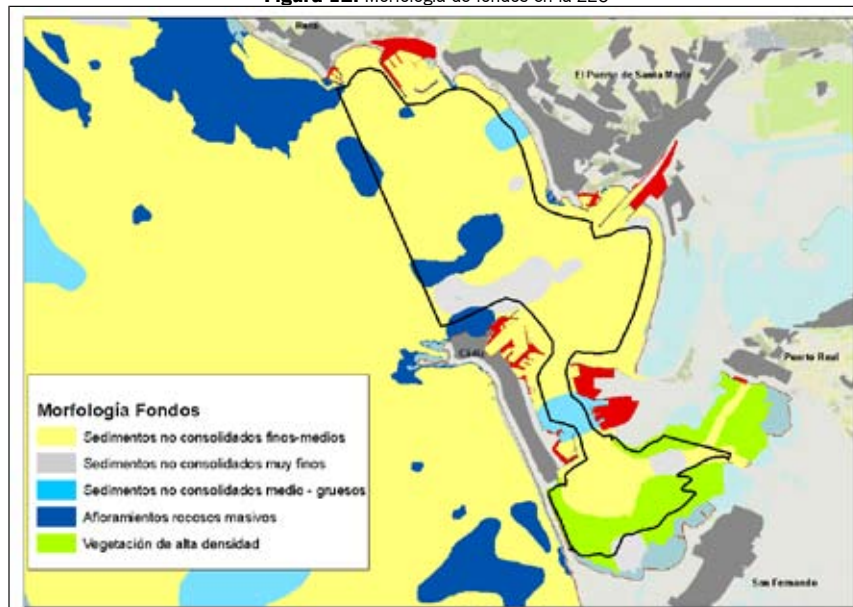 Figura 12. Morfología de fondos en la ZEC
Rota
El Puerto de Santa María
Puerto Real
Cádiz
San Fernando
Morfología Fondos
Sedimentos no consolidados finos-medios
Sedimentos no consolidados muy finos
Sedimentos no consolidados medio - gruesos
Afloramientos rocosos masivos
Vegetación de alta densidad